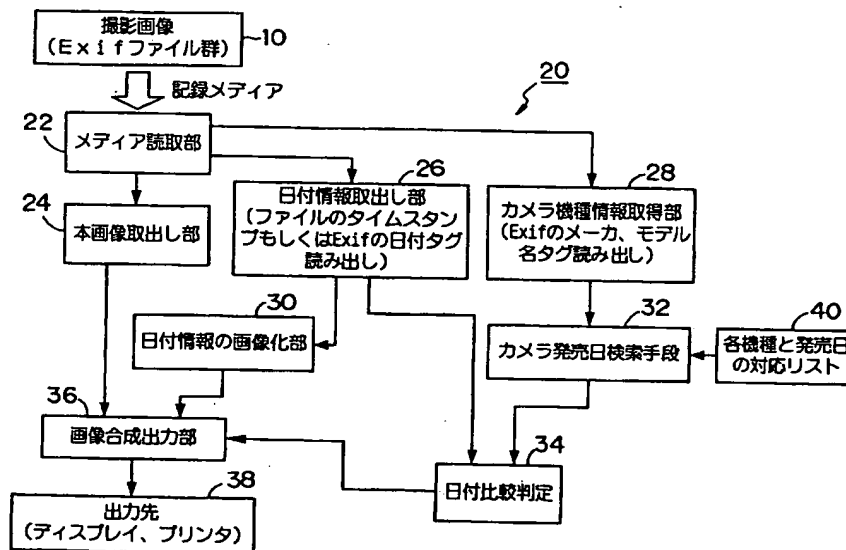 撮影画像
(Exifファイル群)
10
記録メディア
20
22
メディア読取部
24
本画像取出し部
26
日付情報取出し部
(ファイルのタイムスタン
プもしくはExifの日付タグ
読み出し)
28
カメラ機種情報取得部
(Exifのメーカ、モデル
名タグ読み出し)
30
日付情報の画像化部
32
カメラ発売日検索手段
40
各機種と発売日
の対応リスト
36
画像合成出力部
34
日付比較判定
38
出力先
(ディスプレイ、プリンタ)